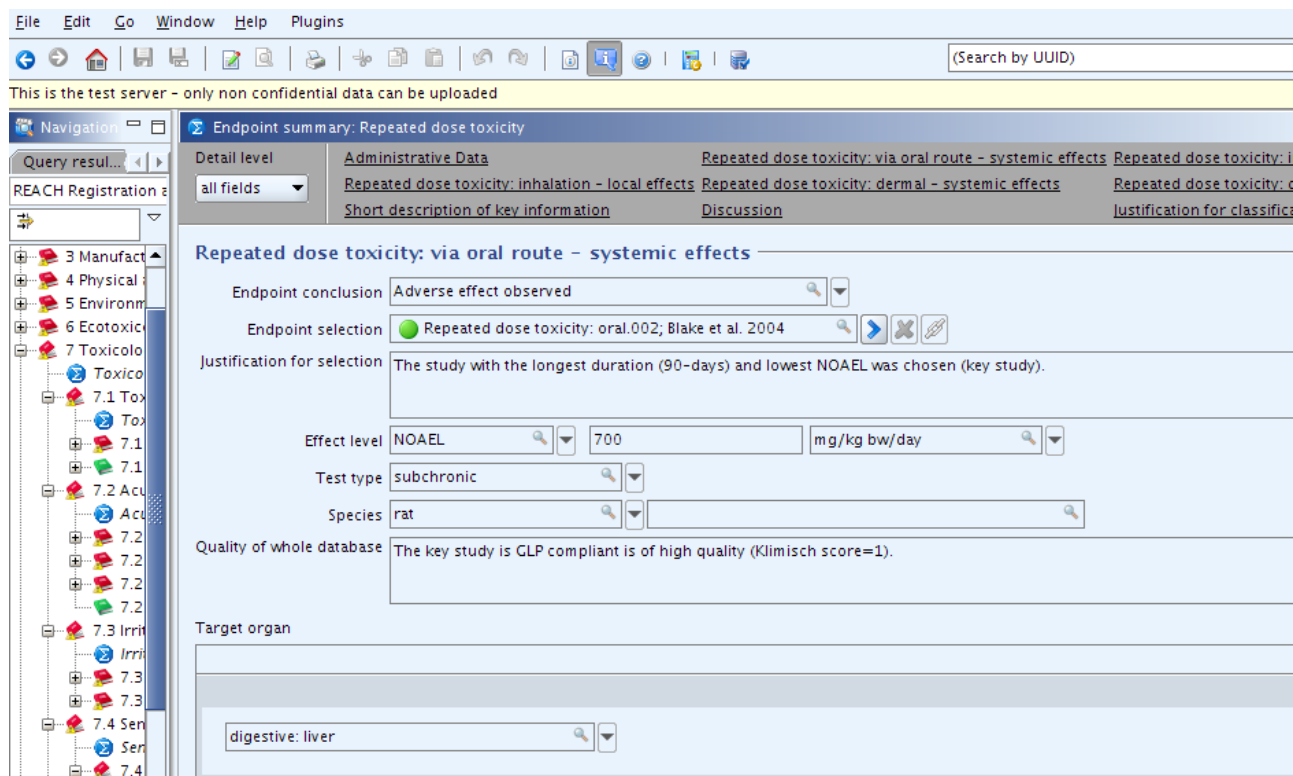 File Edit Go Window Help Plugins
(Search by UUID)
This is the test server - only non confidential data can be uploaded
Navigation
Endpoint summary: Repeated dose toxicity
Query resul...
Detail level
Administrative Data
Repeated dose toxicity: via oral route - systemic effects
Repeated dose toxicity: i
REACH Registration a
all fields
Repeated dose toxicity: inhalation - local effects
Repeated dose toxicity: dermal - systemic effects
Repeated dose toxicity: d
Short description of key information
Discussion
Justification for classifica
3 Manufact
4 Physical a
5 Environm
6 Ecotoxico
7 Toxicolo
Toxico
7.1 Tox
Tox
7.1
7.1
7.2 Acu
Acu
7.2
7.2
7.2
7.2
7.3 Irrit
Irrit
7.3
7.3
7.4 Sen
Sen
7.4
Repeated dose toxicity: via oral route - systemic effects
Endpoint conclusion Adverse effect observed
Endpoint selection Repeated dose toxicity: oral.002; Blake et al. 2004
Justification for selection The study with the longest duration (90-days) and lowest NOAEL was chosen (key study).
Effect level NOAEL 700 mg/kg bw/day
Test type subchronic
Species rat
Quality of whole database The key study is GLP compliant is of high quality (Klimisch score=1).
Target organ
digestive: liver